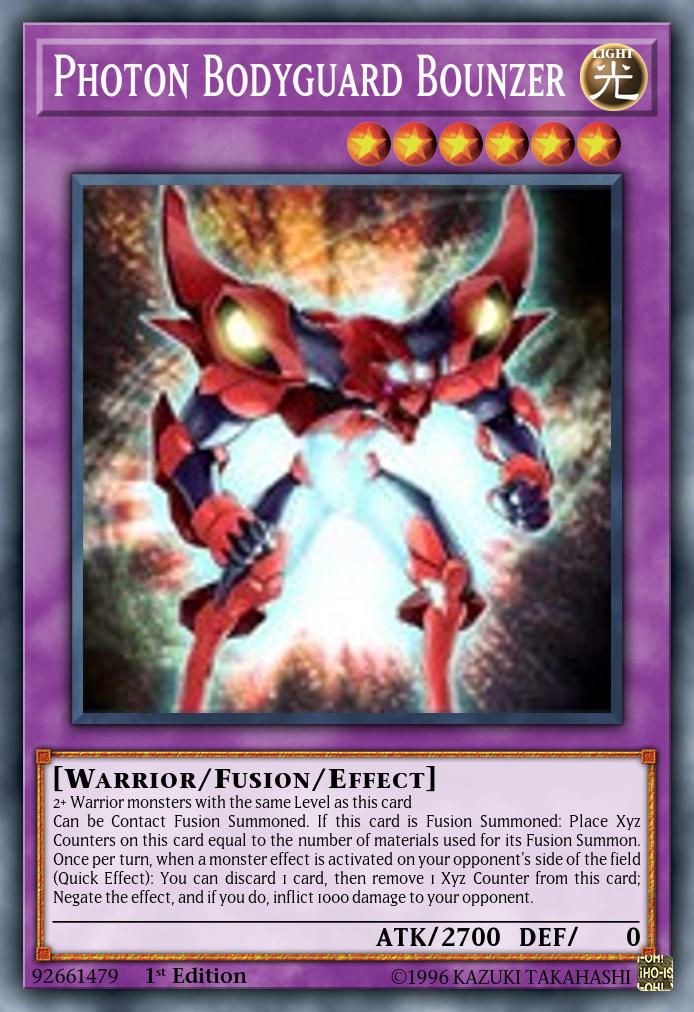 Photon Bodyguard Bounzer
LIGHT
光
[Warrior/Fusion/Effect]
2+ Warrior monsters with the same Level as this card
Can be Contact Fusion Summoned. If this card is Fusion Summoned: Place Xyz
Counters on this card equal to the number of materials used for its Fusion Summon.
Once per turn, when a monster effect is activated on your opponent's side of the field
(Quick Effect): You can discard 1 card, then remove 1 Xyz Counter from this card;
Negate the effect, and if you do, inflict 1000 damage to your opponent.
ATK/2700 DEF/ 0
92661479 1st Edition ©1996 KAZUKI TAKAHASHI